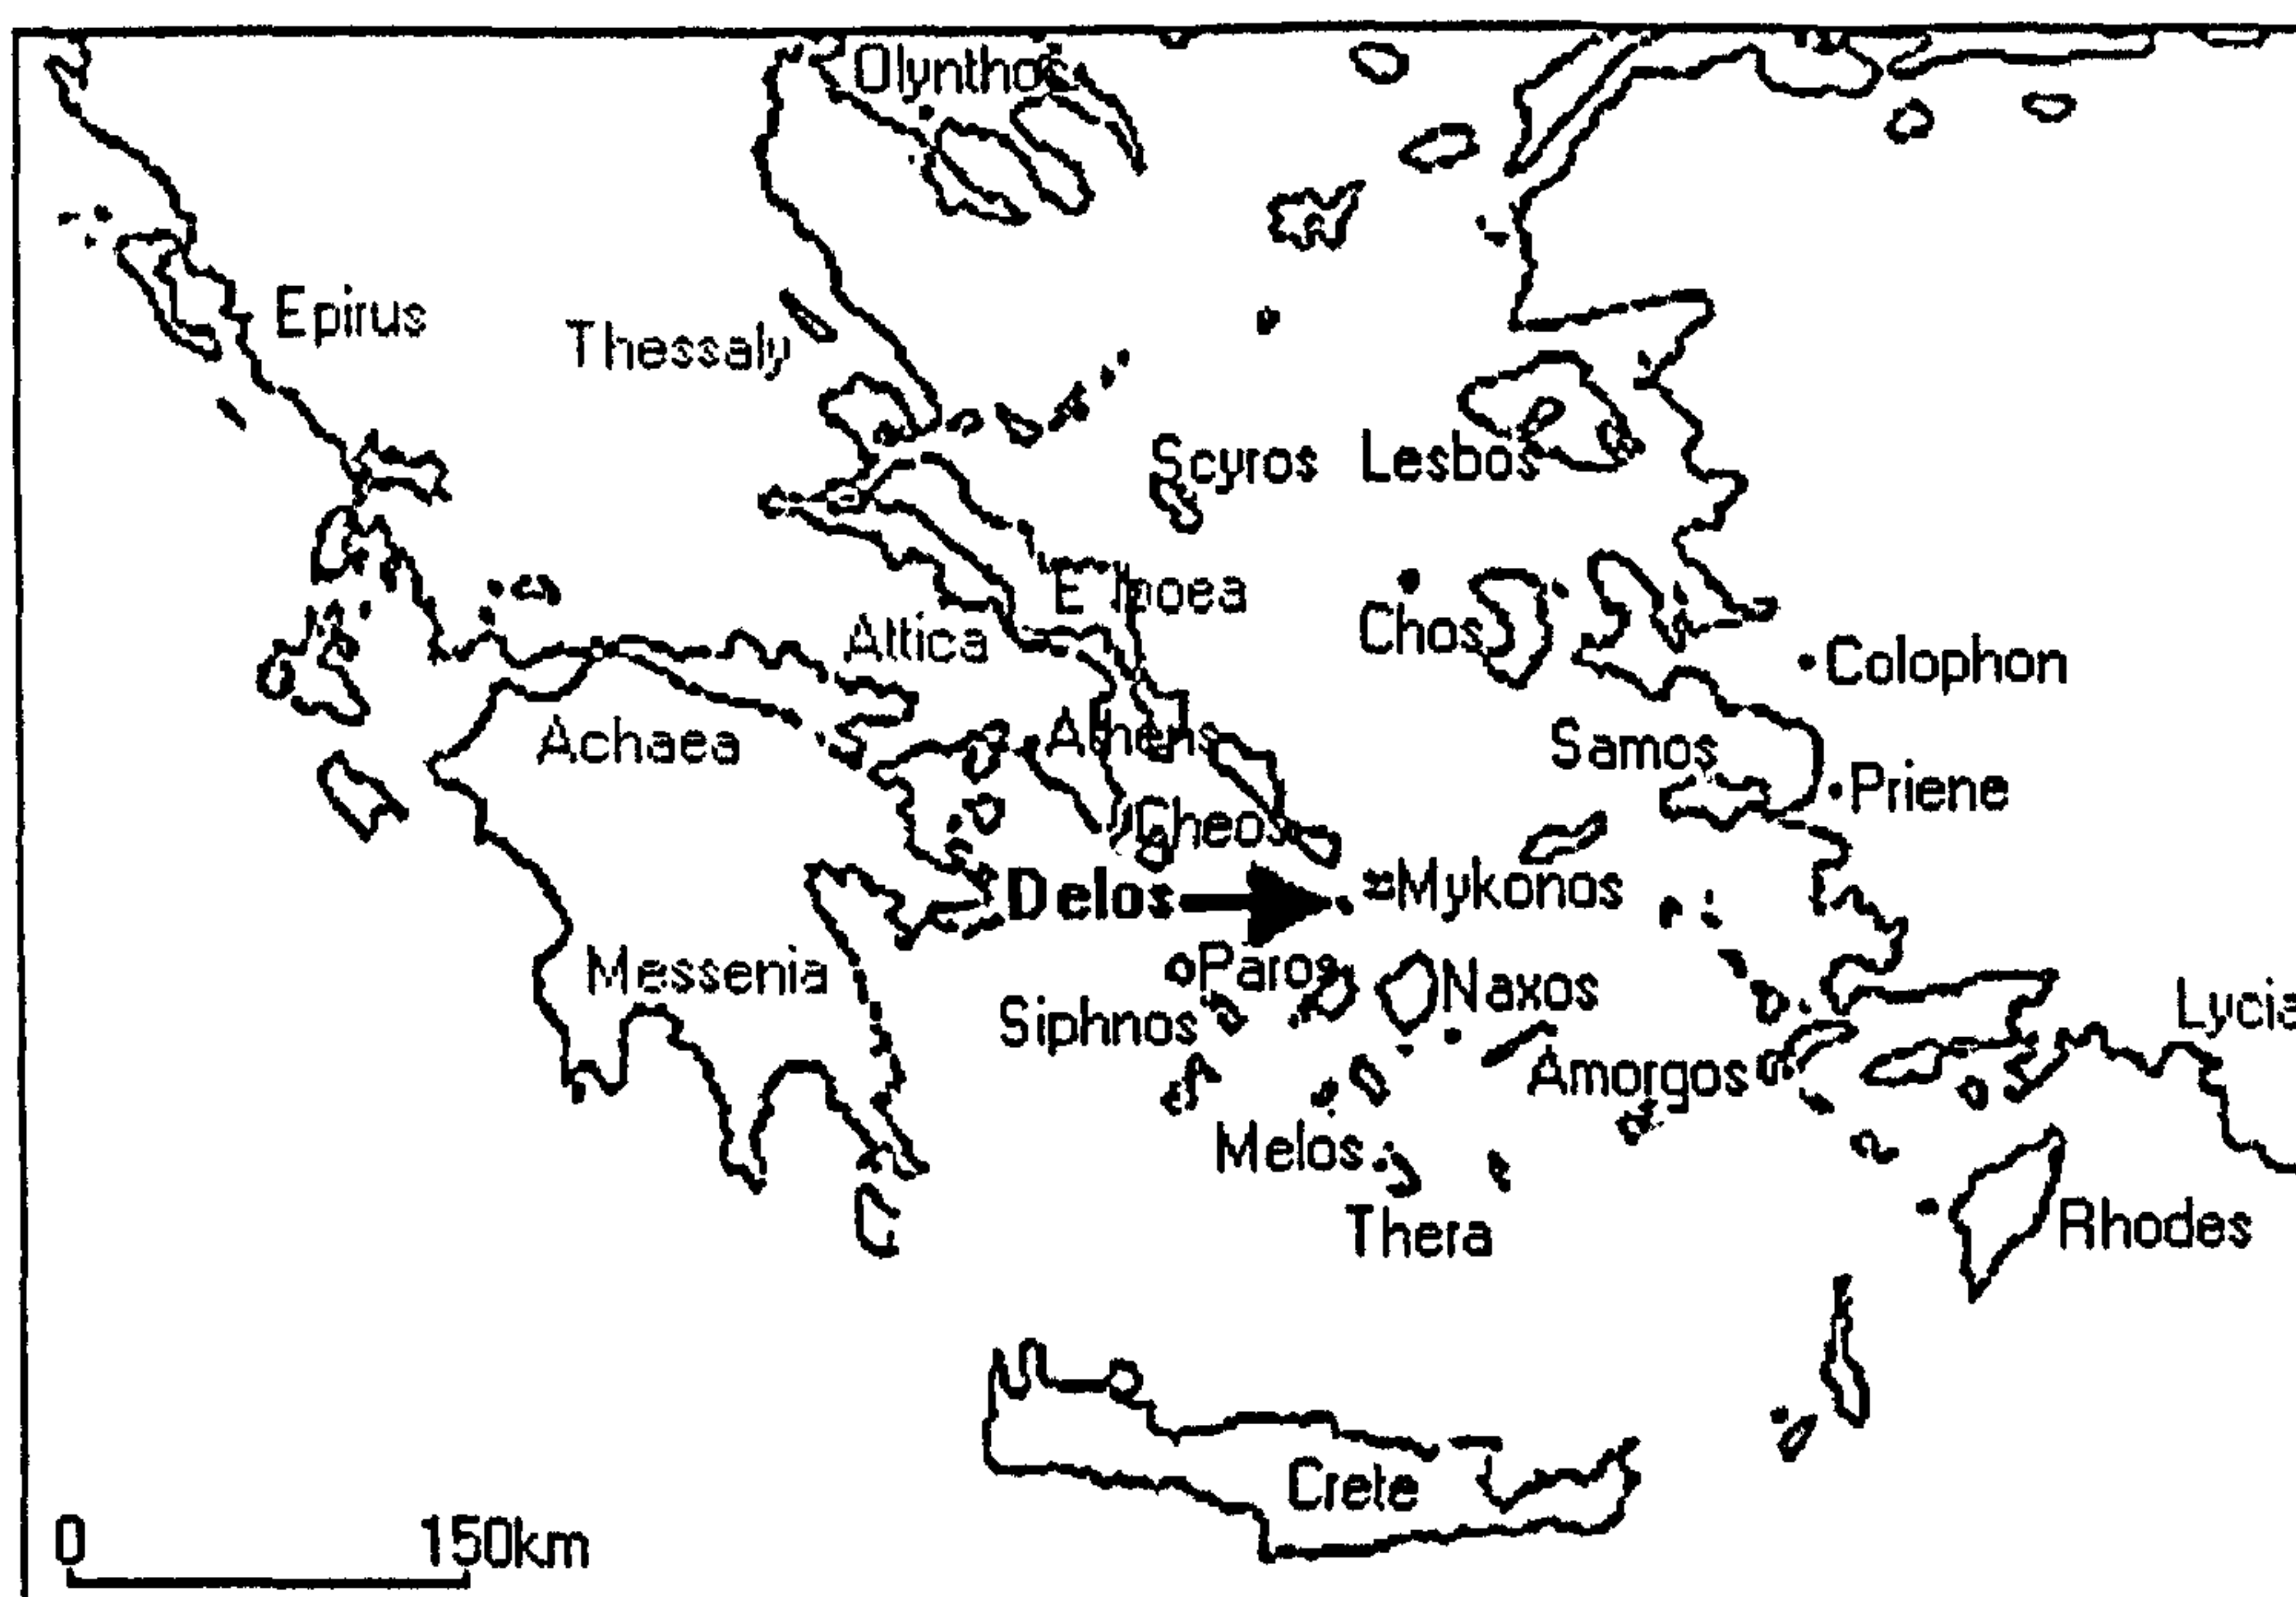 Olynthos
Epirus
Thessaly
Scyros
Lesbos
Attica
Chos
Colophon
Achaea
Athens
Samos
Priene
Cheos
Delos
Mykonos
Messenia
Paros
Naxos
Siphnos
Lycia
Amorgos
Melos
Thera
Rhodes
Crete
0 150km